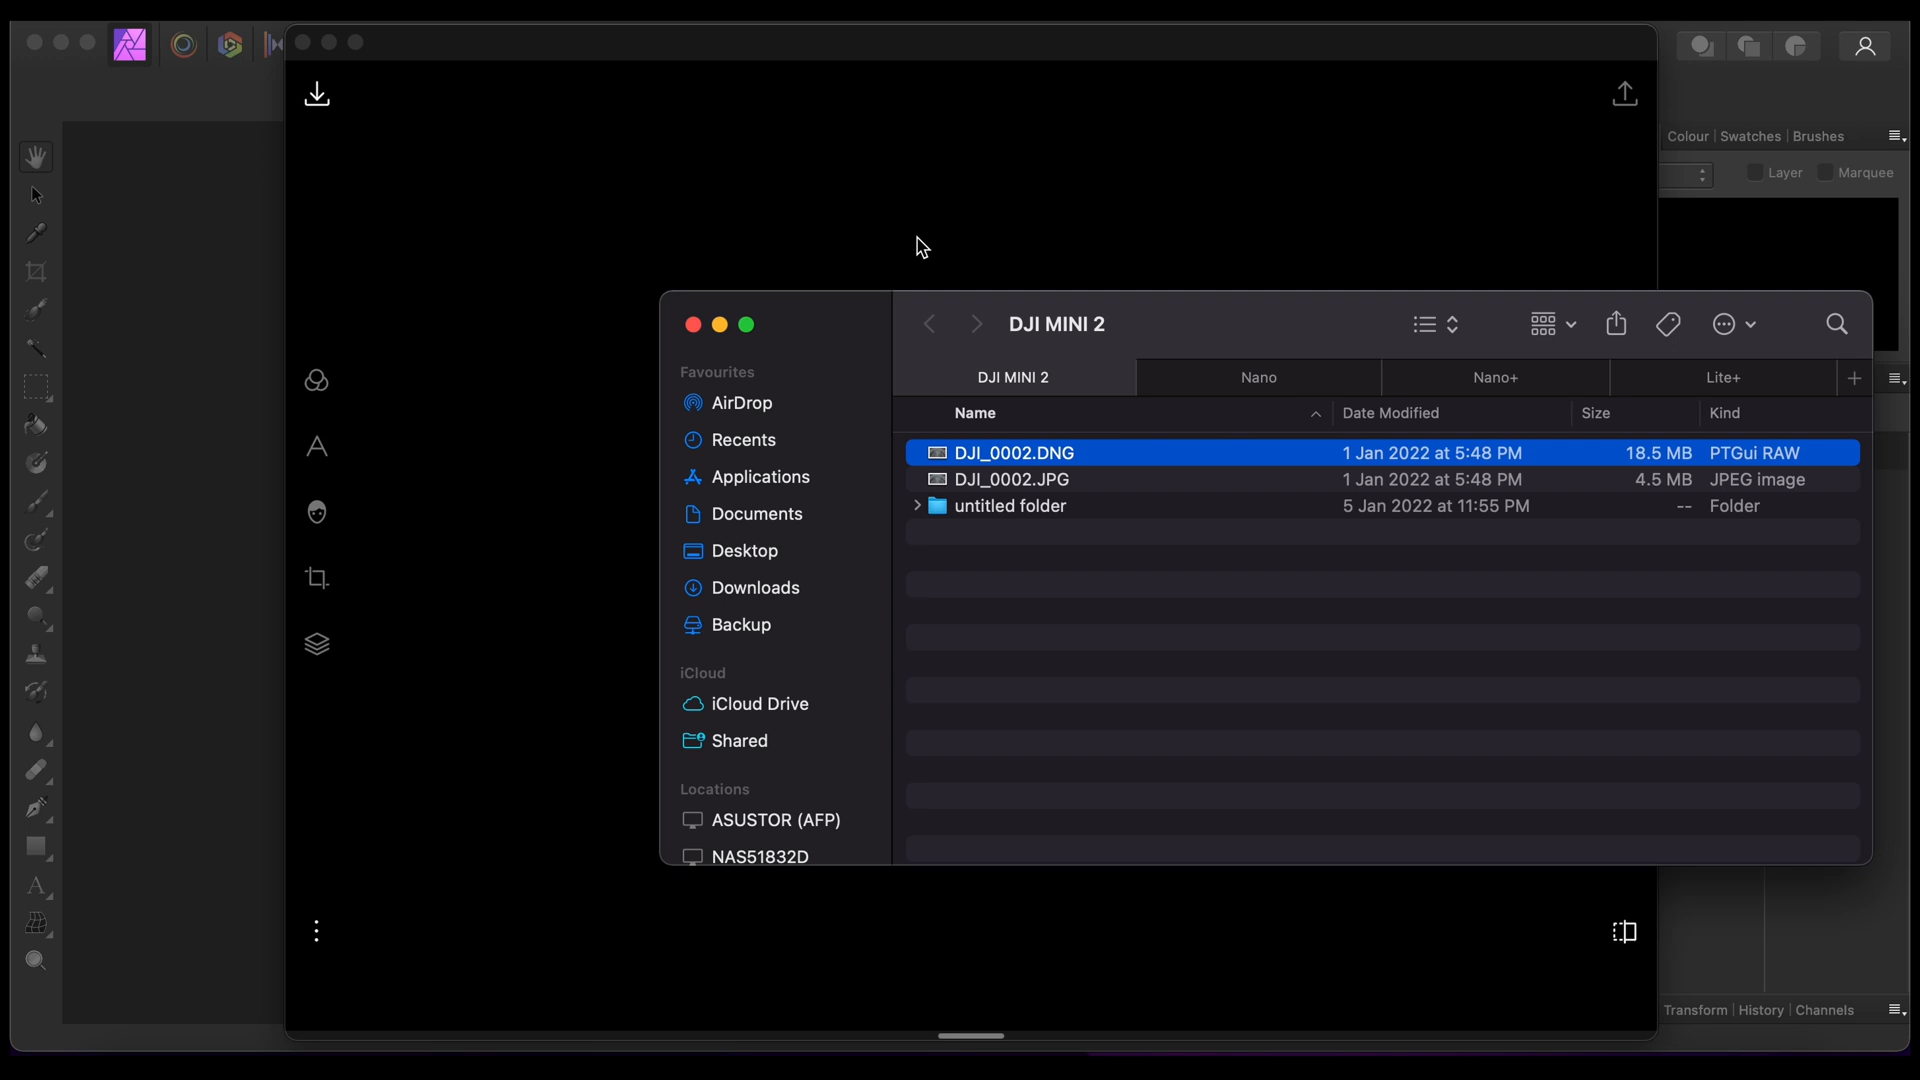 Colour Swatches Brushes
Layer Marquee
DJI MINI 2
DJI MINI 2 Nano Nano+ Lite+
Favourites
AirDrop
Recents
Applications
Documents
Desktop
Downloads
Backup
iCloud
iCloud Drive
Shared
Locations
ASUSTOR (AFP)
NAS51832D
Name Date Modified Size Kind
DJI_0002.DNG 1 Jan 2022 at 5:48 PM 18.5 MB PTGui RAW
DJI_0002.JPG 1 Jan 2022 at 5:48 PM 4.5 MB JPEG image
untitled folder 5 Jan 2022 at 11:55 PM -- Folder
Transform History Channels